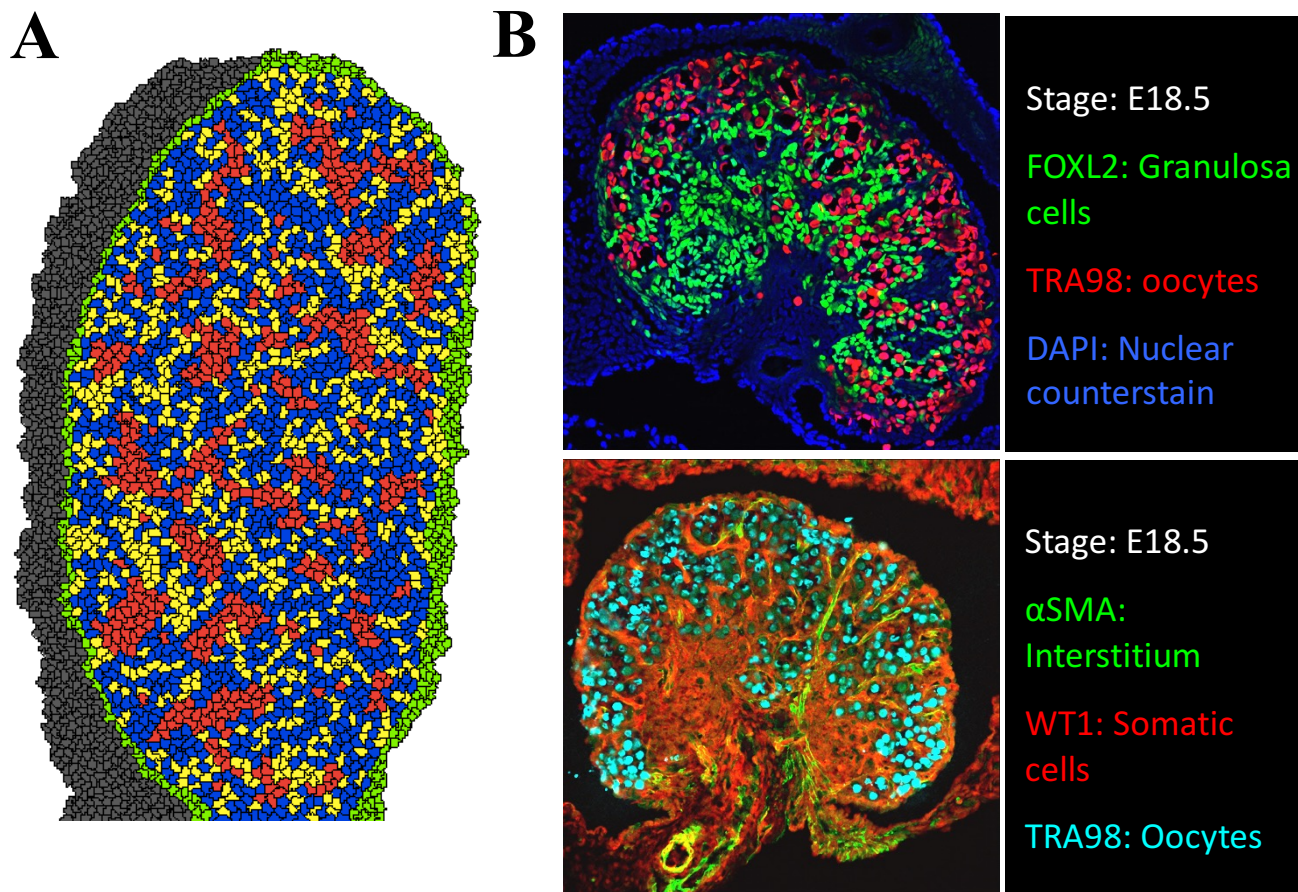 A
B
Stage: E18.5
FOXL2: Granulosa
cells
TRA98: oocytes
DAPI: Nuclear
counterstain
Stage: E18.5
αSMA:
Interstitium
WT1: Somatic
cells
TRA98: Oocytes